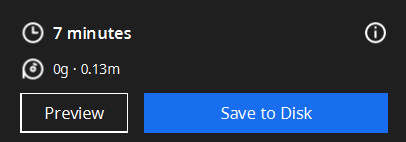 7 minutes
0g · 0.13m
Preview
Save to Disk